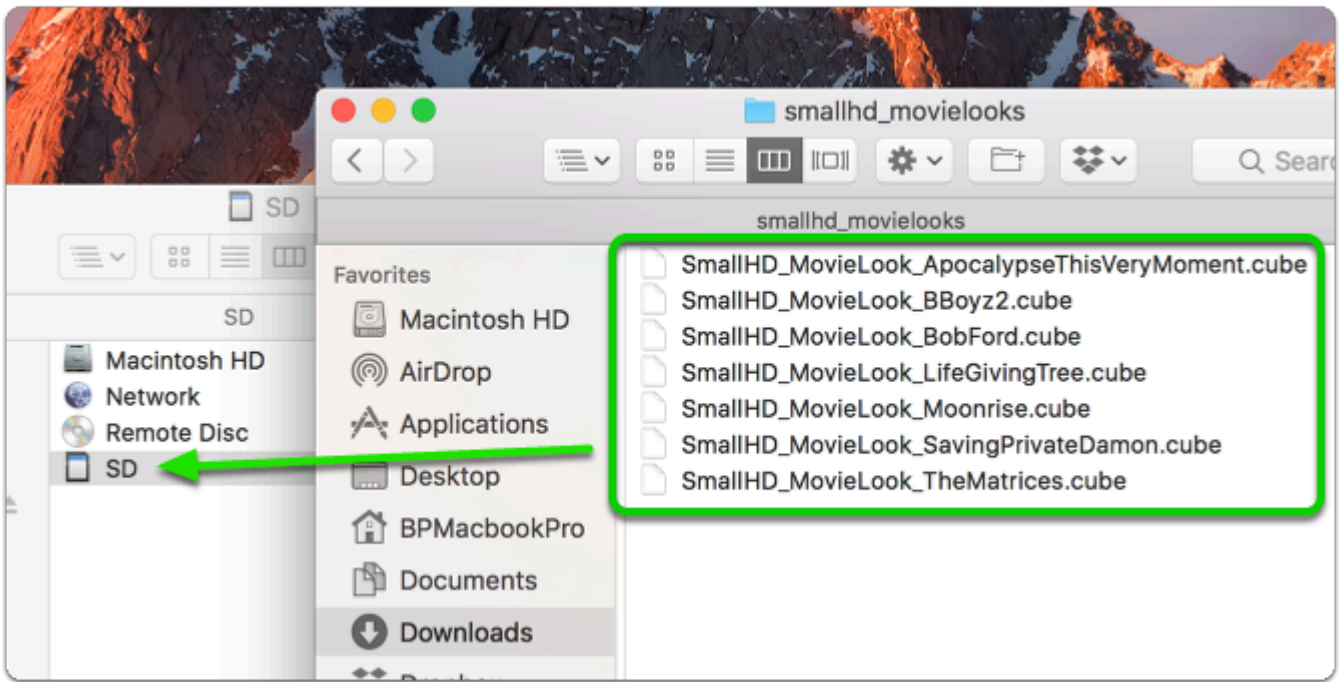 smallhd_movielooks
Sear
smallhd_movielooks
SD
SD
Macintosh HD
Network
Remote Disc
SD
Favorites
Macintosh HD
AirDrop
Applications
Desktop
BPMacbookPro
Documents
Downloads
SmallHD_MovieLook_ApocalypseThisVeryMoment.cube
SmallHD_MovieLook_BBoyz2.cube
SmallHD_MovieLook_BobFord.cube
SmallHD_MovieLook_LifeGivingTree.cube
SmallHD_MovieLook_Moonrise.cube
SmallHD_MovieLook_SavingPrivateDamon.cube
SmallHD_MovieLook_TheMatrices.cube